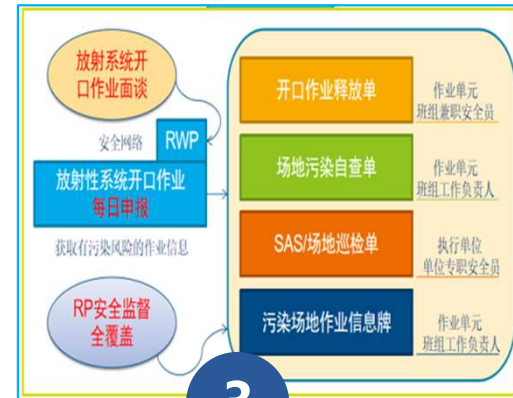 放射系统开
口作业面谈
安全网络
RWP
放射性系统开口作业
每日申报
获取有污染风险的作业信息
RP安全监督
全覆盖
开口作业释放单
作业单元
班组兼职安全员
场地污染自查单
作业单元
班组工作负责人
SAS/场地巡检单
执行单位
单位专职安全员
污染场地作业信息牌
作业单元
班组工作负责人
3